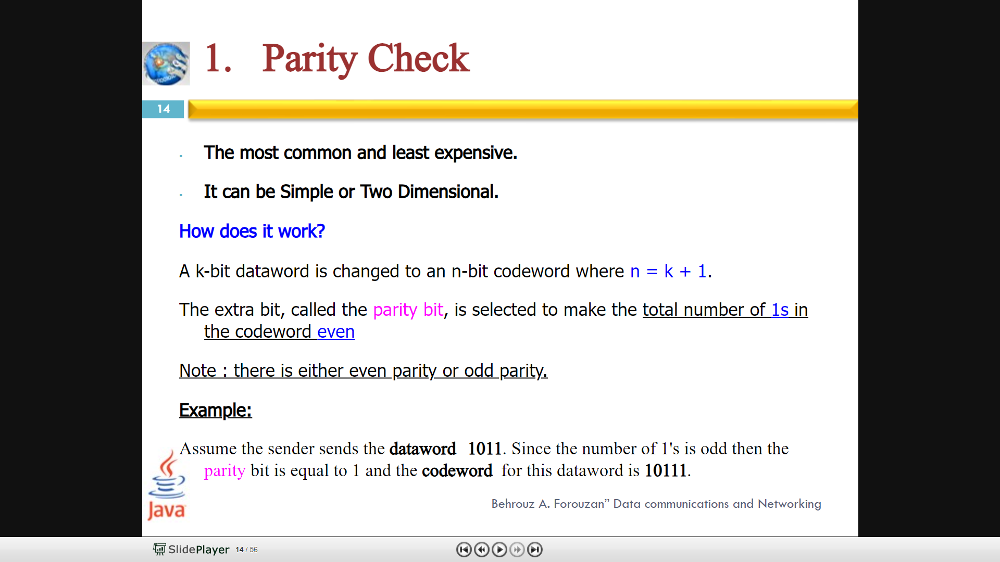 1. Parity Check
14
The most common and least expensive.
It can be Simple or Two Dimensional.
How does it work?
A k-bit dataword is changed to an n-bit codeword where n = k + 1.
The extra bit, called the parity bit, is selected to make the total number of 1s in
the codeword even
Note : there is either even parity or odd parity.
Example:
Assume the sender sends the dataword 1011. Since the number of 1's is odd then the
parity bit is equal to 1 and the codeword for this dataword is 10111.
Java
Behrouz A. Forouzan” Data communications and Networking
SlidePlayer 14 / 56